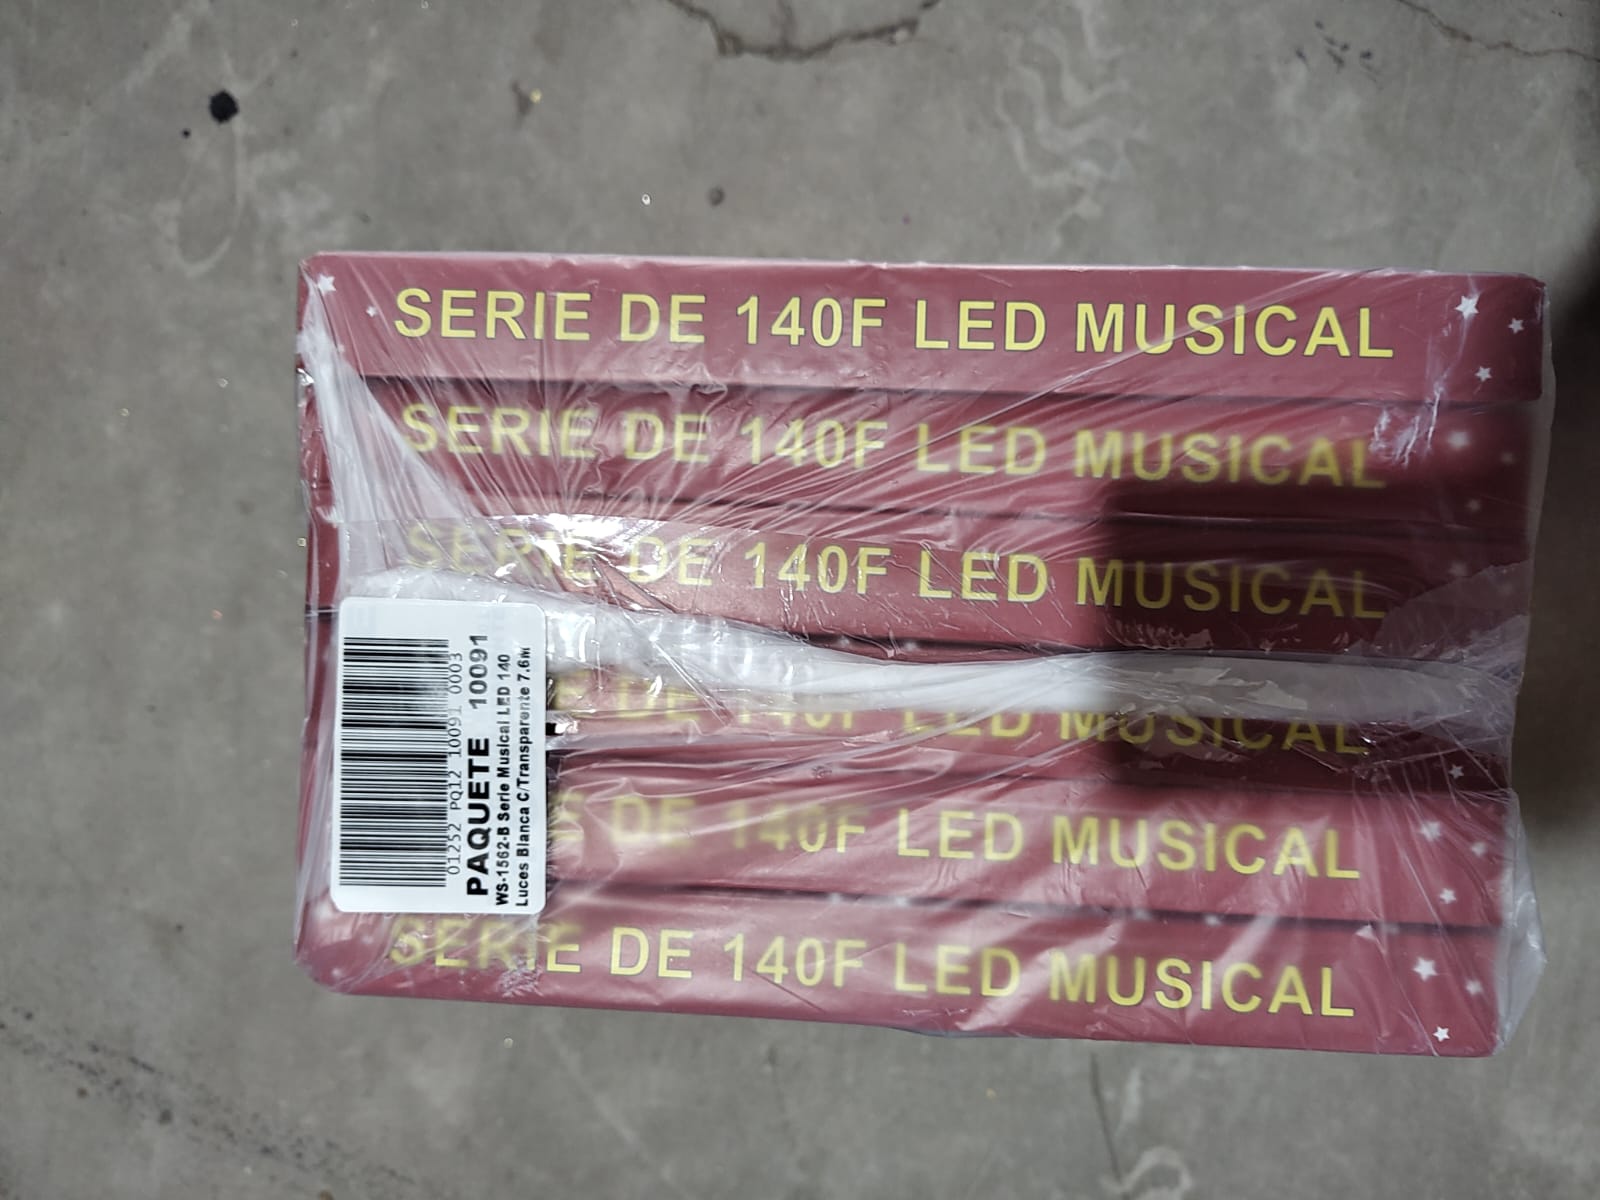 SERIE DE 140F LED MUSICAL
SERIE DE 140F LED MUSICAL
SERIE DE 140F LED MUSICAL
DE 140F LED MUSICAL
DE 140F LED MUSICAL
SERIE DE 140F LED MUSICAL
01252 PQ12 10091 0003
PAQUETE 10091
WS-1562-B Serie Musical LED 140
Luces Blanca C/Transparente 7.6M